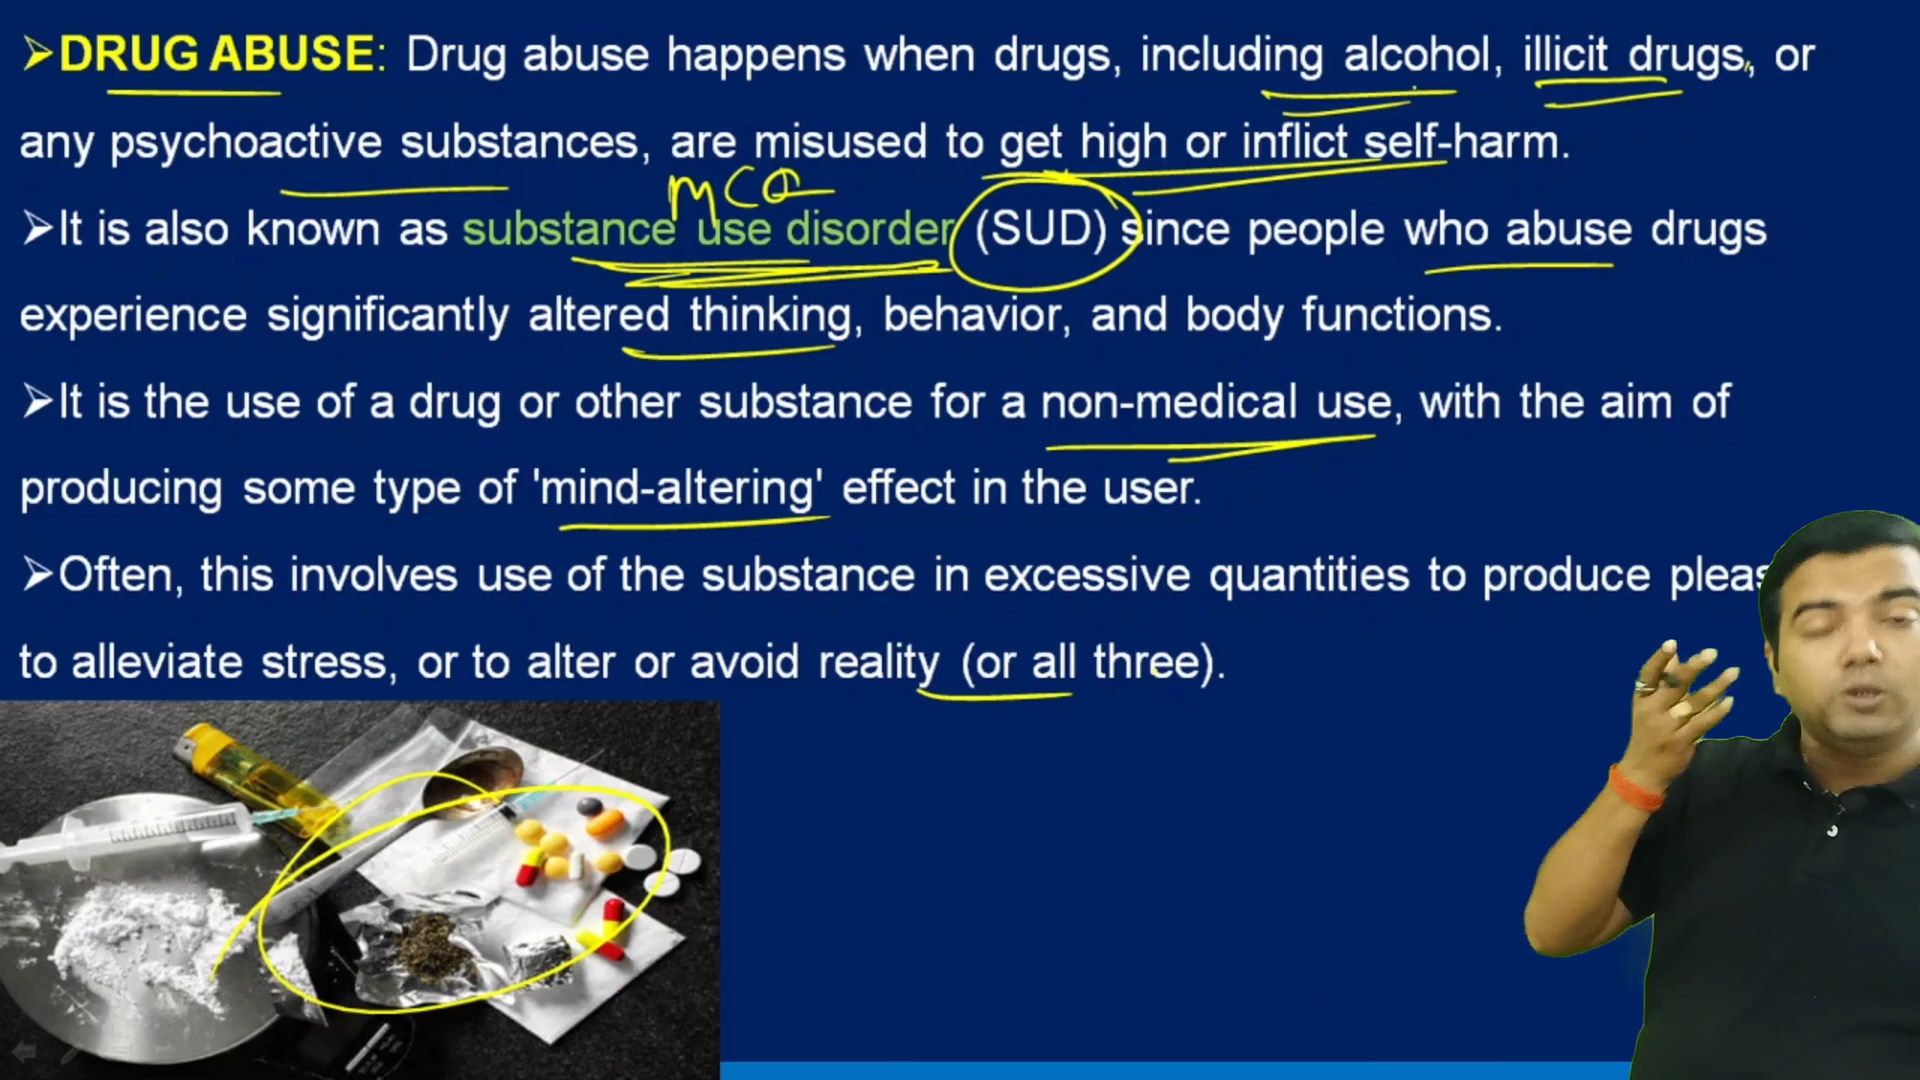 ➢DRUG ABUSE: Drug abuse happens when drugs, including alcohol, illicit drugs, or
any psychoactive substances, are misused to get high or inflict self-harm.
MCQ
➢It is also known as substance use disorder (SUD) since people who abuse drugs
experience significantly altered thinking, behavior, and body functions.
➢It is the use of a drug or other substance for a non-medical use, with the aim of
producing some type of 'mind-altering' effect in the user.
➢Often, this involves use of the substance in excessive quantities to produce pleas
to alleviate stress, or to alter or avoid reality (or all three).